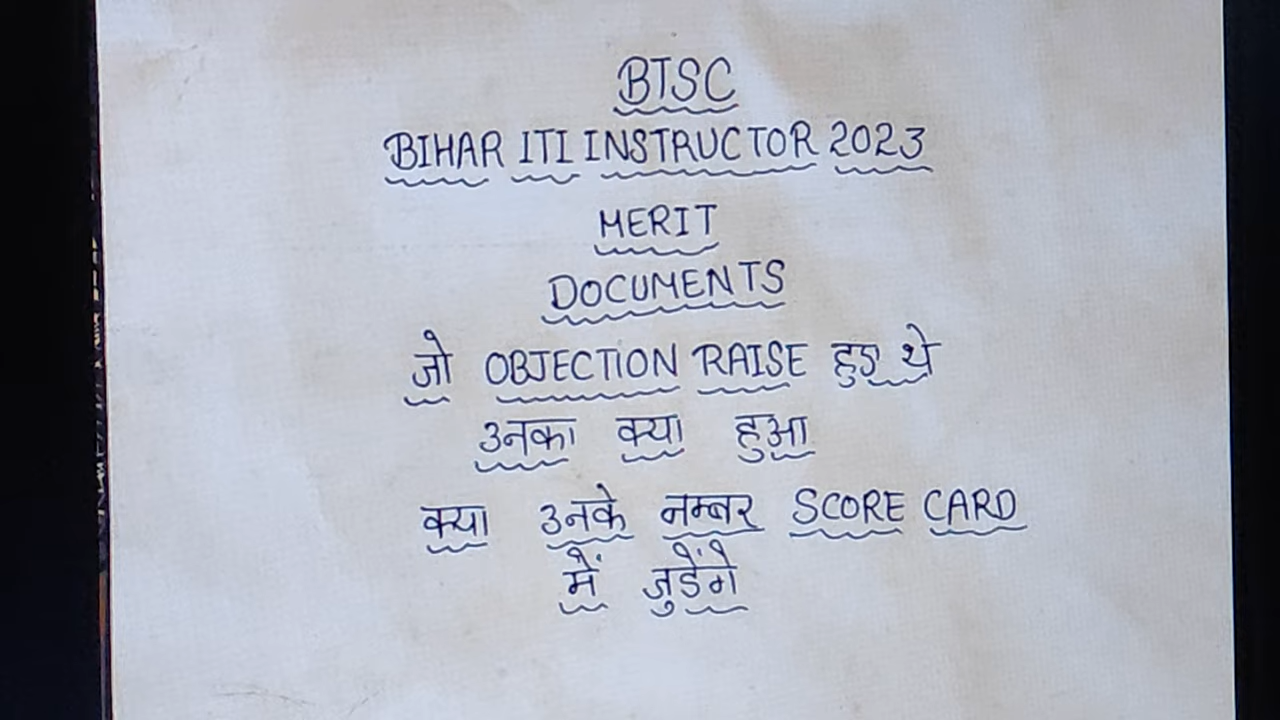 BTSC
BIHAR ITI INSTRUCTOR 2023
MERIT
DOCUMENTS
जो OBJECTION RAISE हुए थे
उनका क्या हुआ
क्या उनके नम्बर SCORE CARD
में जुड़ेंगे